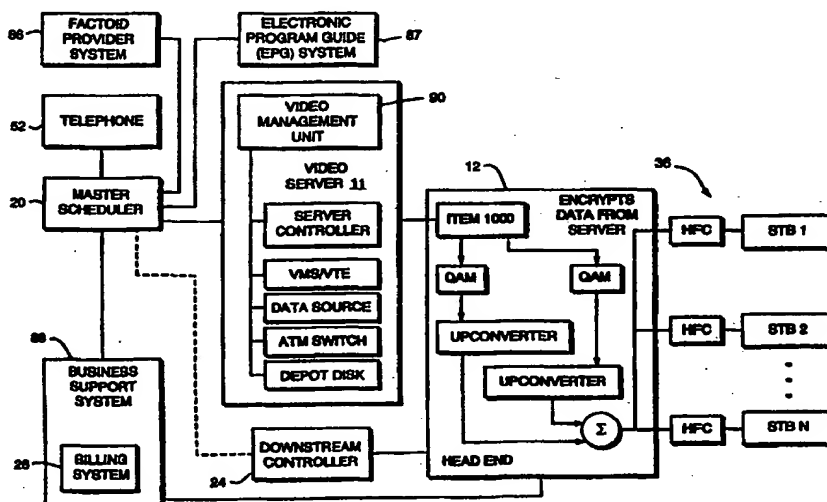 86
FACTOID
PROVIDER
SYSTEM
ELECTRONIC
PROGRAM GUIDE
(EPG) SYSTEM
87
52
TELEPHONE
20
MASTER
SCHEDULER
90
VIDEO
MANAGEMENT
UNIT
VIDEO
SERVER 11
SERVER
CONTROLLER
VMS/VTE
DATA SOURCE
ATM SWITCH
DEPOT DISK
12
ITEM 1000
ENCRYPTS
DATA FROM
SERVER
QAM
QAM
UPCONVERTER
UPCONVERTER
Σ
HEAD END
36
HFC
STB 1
HFC
STB 2
HFC
STB N
BUSINESS
SUPPORT
SYSTEM
26
BILLING
SYSTEM
DOWNSTREAM
CONTROLLER
24